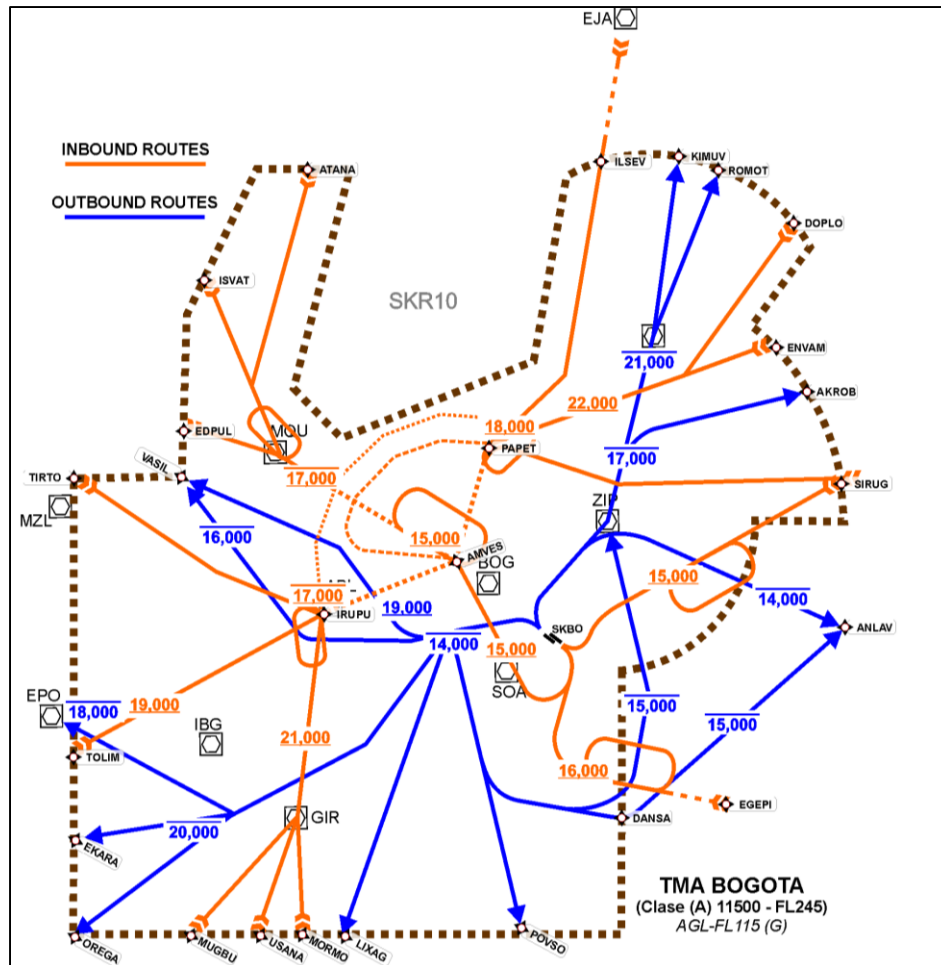 EJA
INBOUND ROUTES
ATANA
ILSEV
KIMUV
ROMOT
OUTBOUND ROUTES
DOPLO
ISVAT
SKR10
ENVAM
21,000
AKROB
22,000
EDPUL
MQU
18,000
PAPET
17,000
VASIL
17,000
TIRTO
SIRUG
MZL
ZIP
16,000
15,000
AMVES
BOG
15,000
17,000
19,000
14,000
IRUPU
SKBO
ANLAV
14,000
15,000
SOA
EPO
18,000
19,000
IBG
21,000
15,000
15,000
TOLIM
16,000
EGEPI
GIR
DANSA
20,000
EKARA
TMA BOGOTA
(Clase (A) 11500 - FL245)
AGL-FL115 (G)
OREGA
MUGBU
USANA
MORMO
LIXAG
POVSO